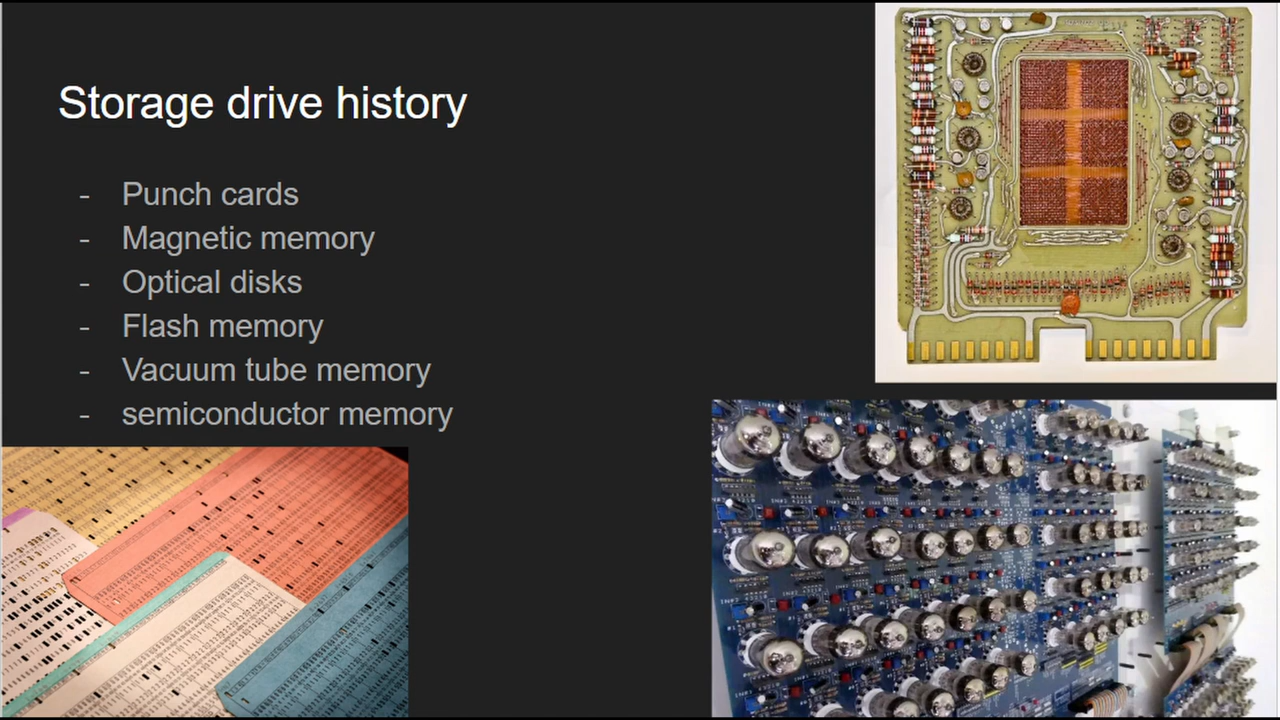 Storage drive history
- Punch cards
- Magnetic memory
- Optical disks
- Flash memory
- Vacuum tube memory
- semiconductor memory